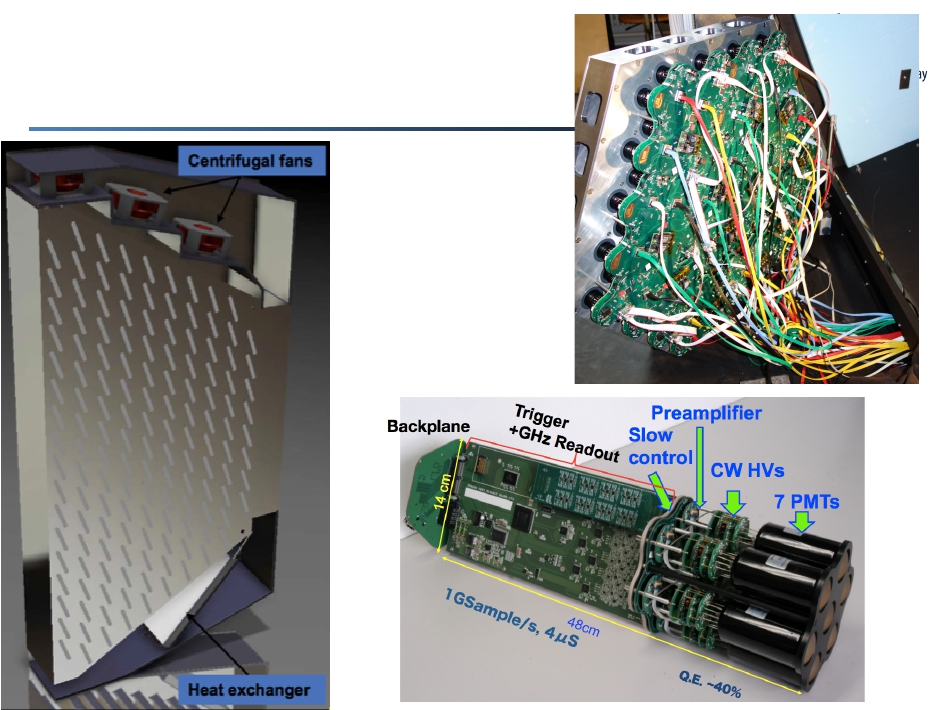 ay
Centrifugal fans
Heat exchanger
Backplane
Trigger
+GHz Readout
Preamplifier
Slow
control
CW HVs
7 PMTs
14 cm
48cm
1GSample/s, 4μS
Q.E. ~40%